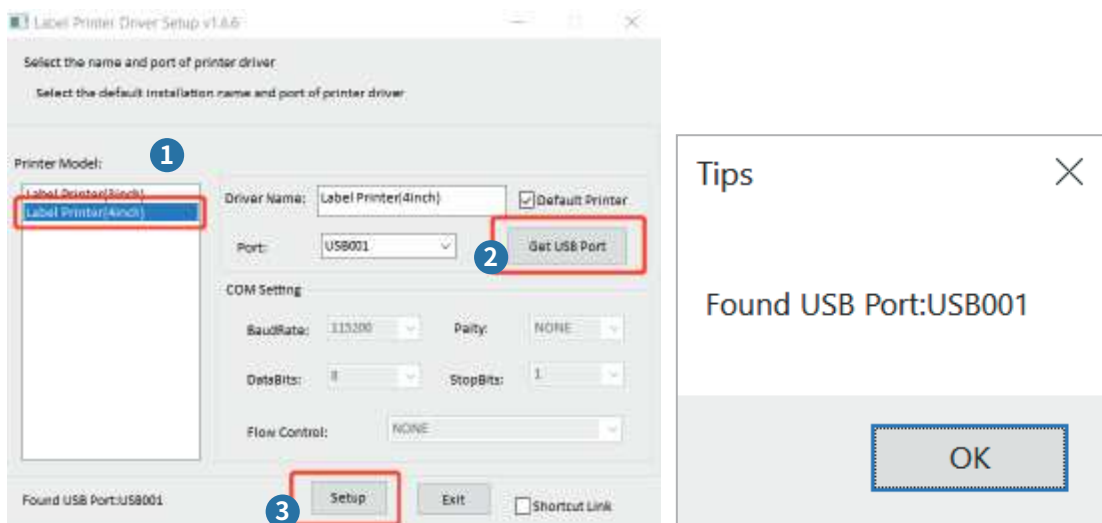 Label Printer Driver Setup v1.6.6
Select the name and port of printer driver
Select the default installation name and port of printer driver
1
Printer Model:
Label Printer(3inch)
Label Printer(4inch)
Driver Name:
Label Printer(4inch)
Default Printer
Port:
USB001
2
Get USB Port
COM Setting
BaudRate:
115200
Paity:
NONE
DataBits:
8
StopBits:
1
Flow Control:
NONE
Found USB Port:USB001
3
Setup
Exit
Shortcut Link
Tips
Found USB Port:USB001
OK